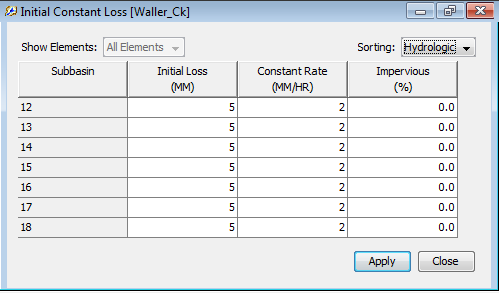 Initial Constant Loss [Waller_Ck]
Show Elements: All Elements Sorting: Hydrologic
Subbasin Initial Loss Constant Rate Impervious
(MM) (MM/HR) (%)
12 5 2 0.0
13 5 2 0.0
14 5 2 0.0
15 5 2 0.0
16 5 2 0.0
17 5 2 0.0
18 5 2 0.0
Apply Close